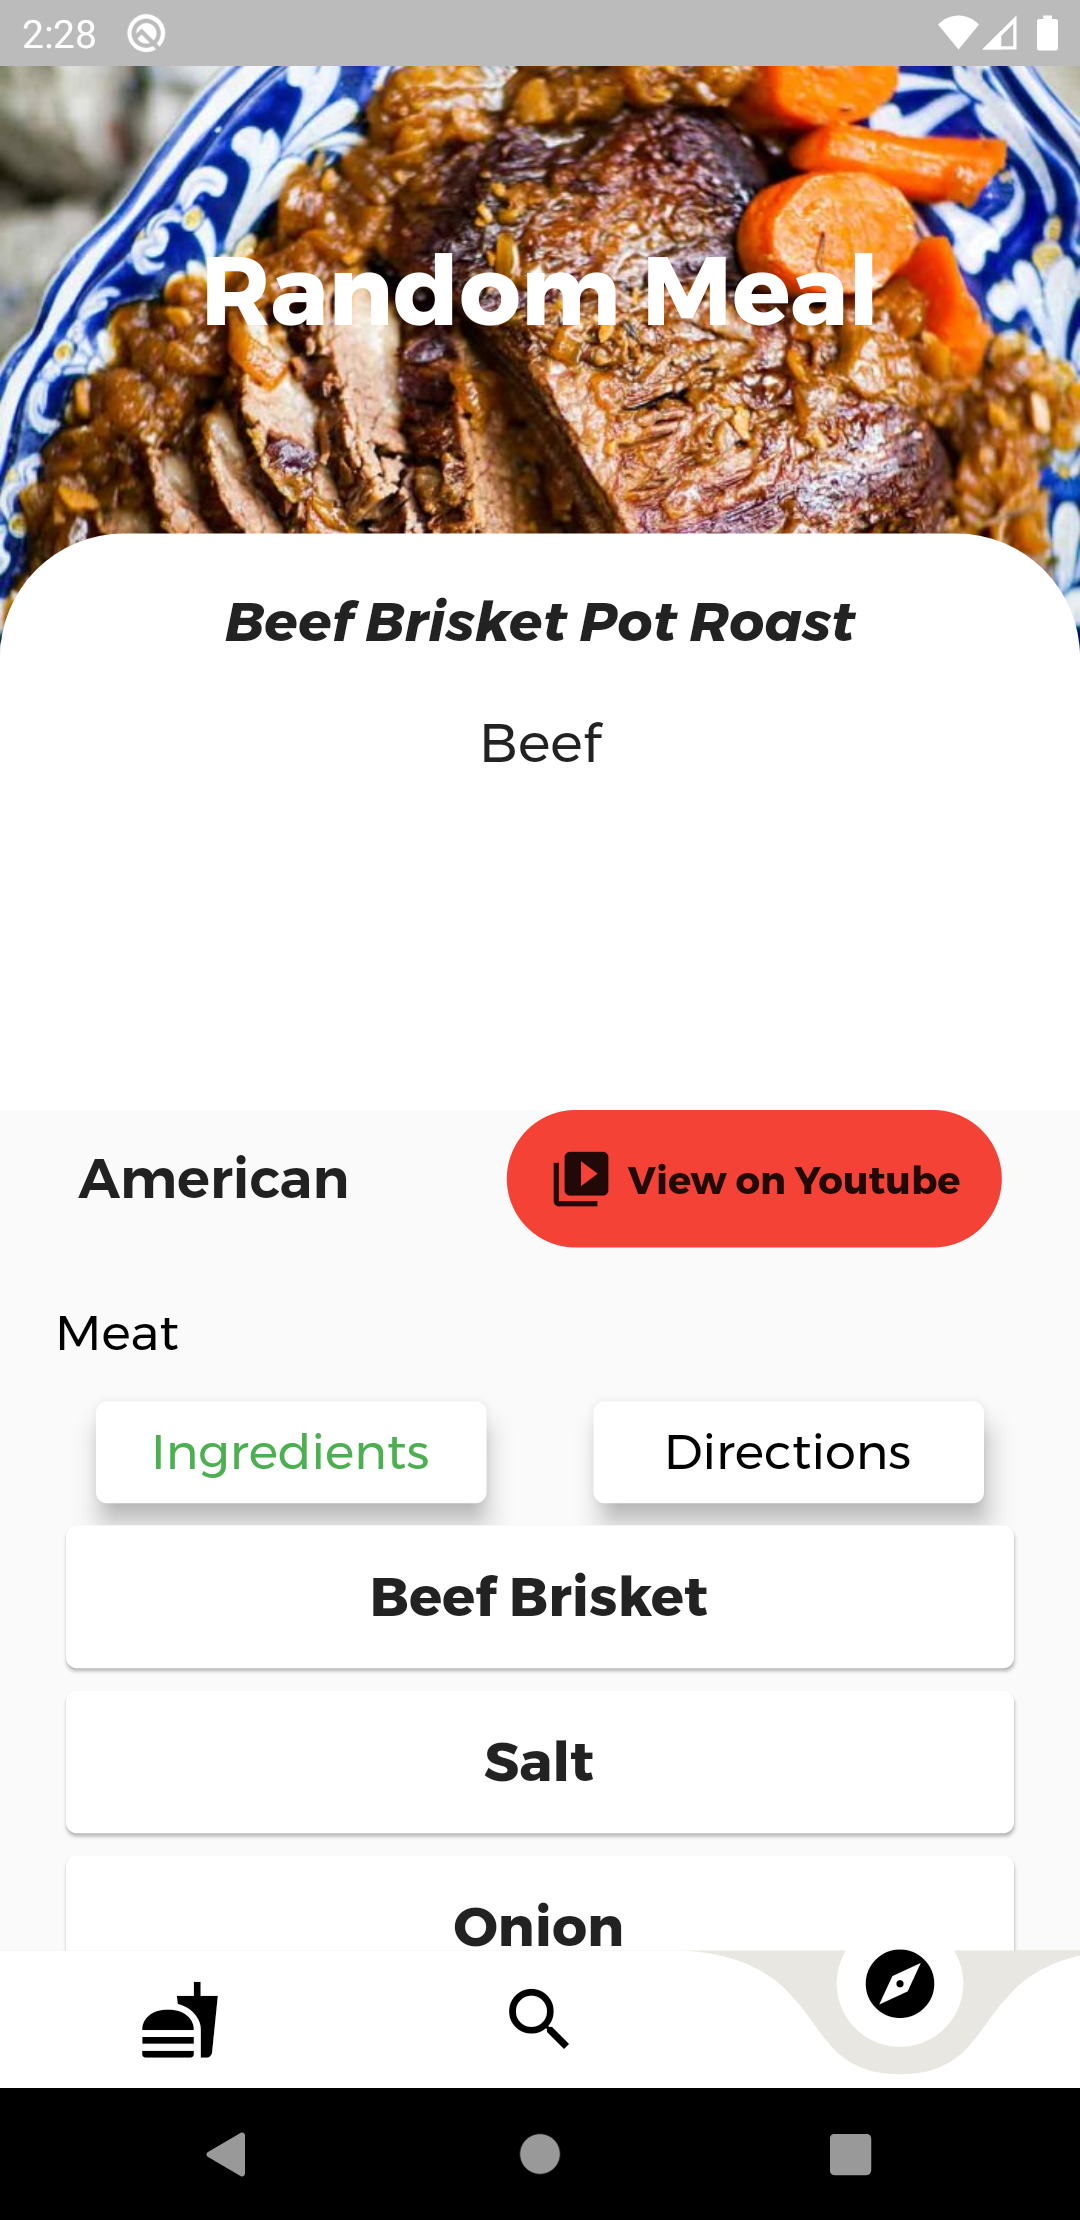 2:28
Random Meal
Beef Brisket Pot Roast
Beef
American
View on Youtube
Meat
Ingredients
Directions
Beef Brisket
Salt
Onion